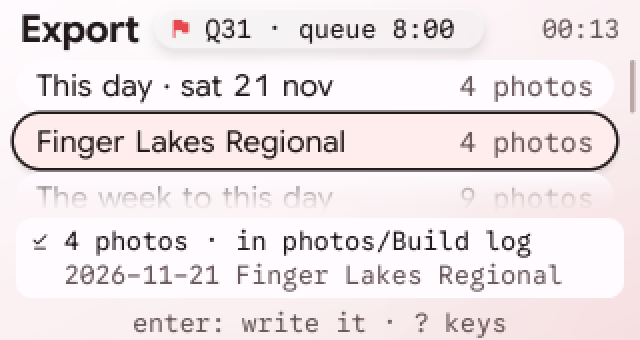 Export Q31 · queue 8:00 00:13
This day · sat 21 nov 4 photos
Finger Lakes Regional 4 photos
The week to this day 9 photos
4 photos · in photos/Build log
2026-11-21 Finger Lakes Regional
enter: write it · ? keys